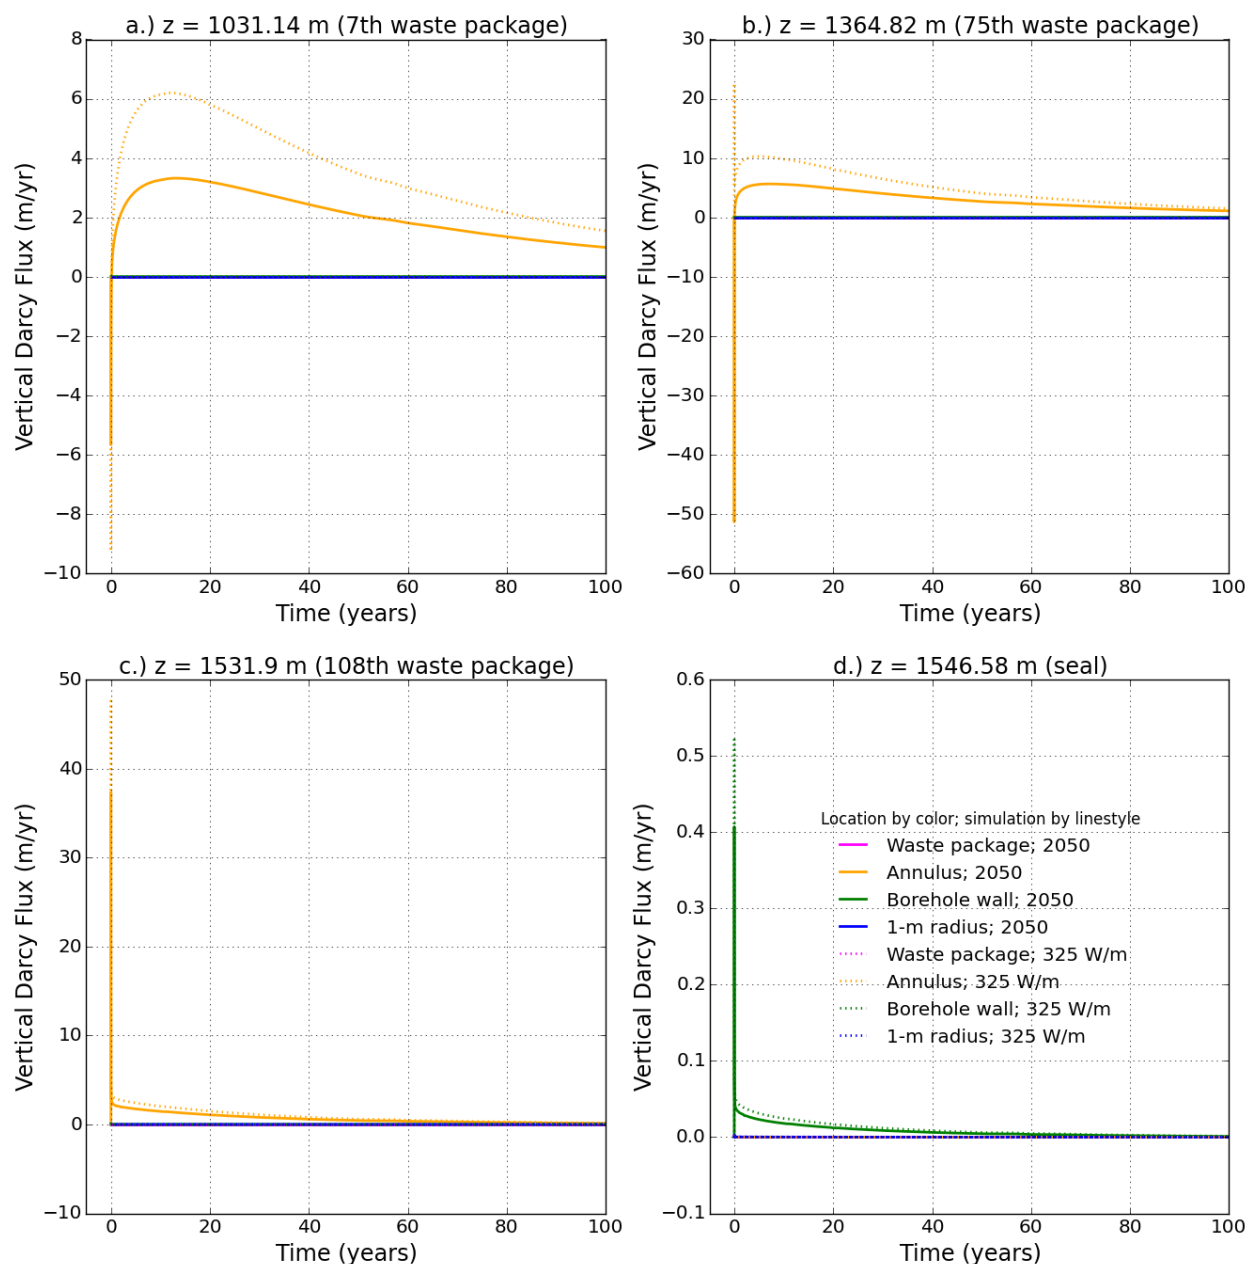 a.) z = 1031.14 m (7th waste package)
8
6
4
2
0
−2
−4
−6
−8
−10
Vertical Darcy Flux (m/yr)
0 20 40 60 80 100
Time (years)
b.) z = 1364.82 m (75th waste package)
30
20
10
0
−10
−20
−30
−40
−50
−60
Vertical Darcy Flux (m/yr)
0 20 40 60 80 100
Time (years)
c.) z = 1531.9 m (108th waste package)
50
40
30
20
10
0
−10
Vertical Darcy Flux (m/yr)
0 20 40 60 80 100
Time (years)
d.) z = 1546.58 m (seal)
0.6
0.5
0.4
0.3
0.2
0.1
0.0
−0.1
Vertical Darcy Flux (m/yr)
Location by color; simulation by linestyle
Waste package; 2050
Annulus; 2050
Borehole wall; 2050
1-m radius; 2050
Waste package; 325 W/m
Annulus; 325 W/m
Borehole wall; 325 W/m
1-m radius; 325 W/m
0 20 40 60 80 100
Time (years)